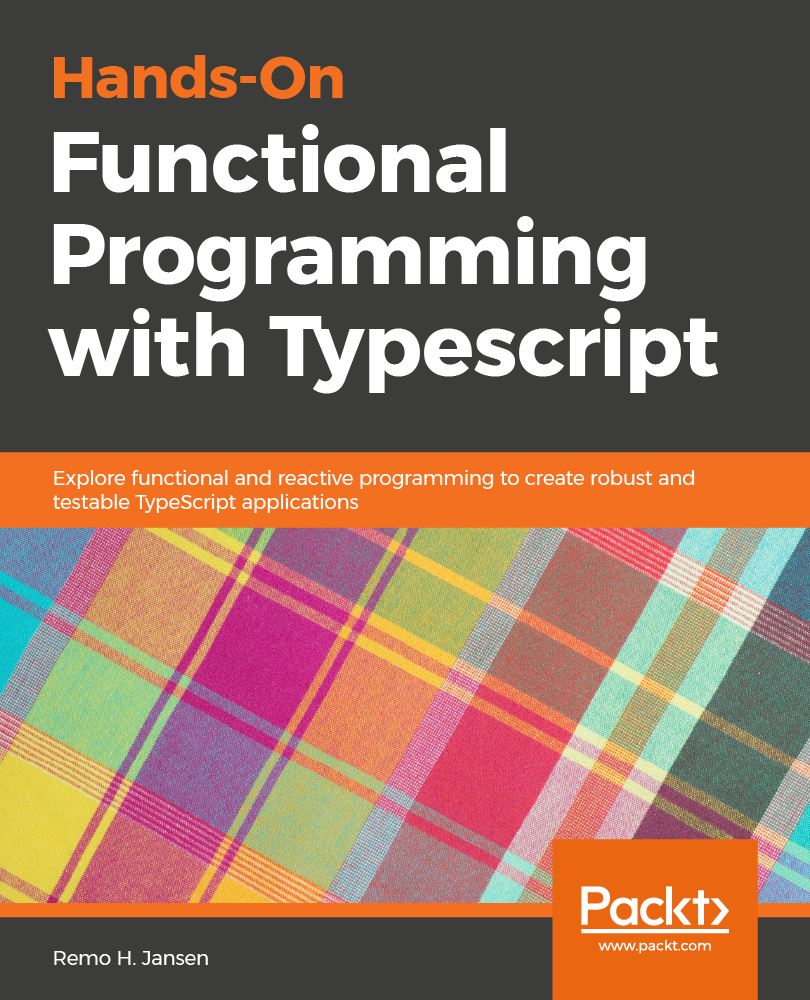 Hands-On
Functional
Programming
with Typescript
Explore functional and reactive programming to create robust and
testable TypeScript applications
Packt>
www.packt.com
Remo H. Jansen